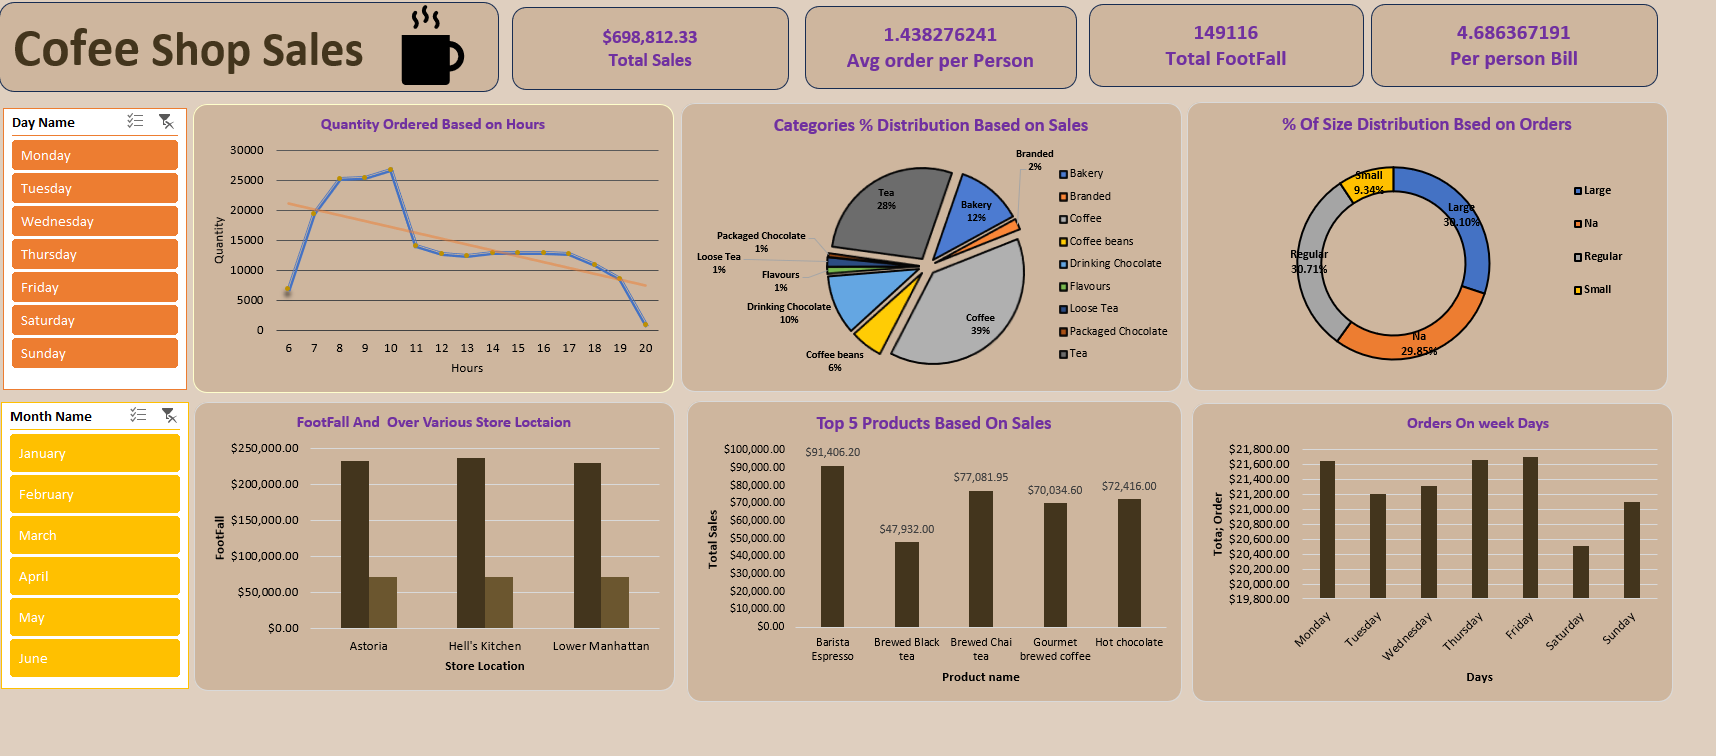 Cofee Shop Sales
$698,812.33
Total Sales
1.438276241
Avg order per Person
149116
Total FootFall
4.686367191
Per person Bill
Day Name
Monday
Tuesday
Wednesday
Thursday
Friday
Saturday
Sunday
Quantity Ordered Based on Hours
Quantity
30000
25000
20000
15000
10000
5000
0
6 7 8 9 10 11 12 13 14 15 16 17 18 19 20
Hours
Categories % Distribution Based on Sales
Branded
2%
Bakery
12%
Tea
28%
Packaged Chocolate
1%
Loose Tea
1%
Flavours
1%
Drinking Chocolate
10%
Coffee beans
6%
Coffee
39%
Bakery
Branded
Coffee
Coffee beans
Drinking Chocolate
Flavours
Loose Tea
Packaged Chocolate
Tea
% Of Size Distribution Bsed on Orders
Small
9.34%
Large
30.10%
Regular
30.71%
Na
29.85%
Large
Na
Regular
Small
Month Name
January
February
March
April
May
June
FootFall And  Over Various Store Loctaion
FootFall
$250,000.00
$200,000.00
$150,000.00
$100,000.00
$50,000.00
$0.00
Astoria Hell's Kitchen Lower Manhattan
Store Location
Top 5 Products Based On Sales
Total Sales
$100,000.00
$90,000.00
$80,000.00
$70,000.00
$60,000.00
$50,000.00
$40,000.00
$30,000.00
$20,000.00
$10,000.00
$0.00
$91,406.20
$47,932.00
$77,081.95
$70,034.60
$72,416.00
Barista
Espresso
Brewed Black
tea
Brewed Chai
tea
Gourmet
brewed coffee
Hot chocolate
Product name
Orders On week Days
Tota; Order
$21,800.00
$21,600.00
$21,400.00
$21,200.00
$21,000.00
$20,800.00
$20,600.00
$20,400.00
$20,200.00
$20,000.00
$19,800.00
Monday
Tuesday
Wednesday
Thursday
Friday
Saturday
Sunday
Days